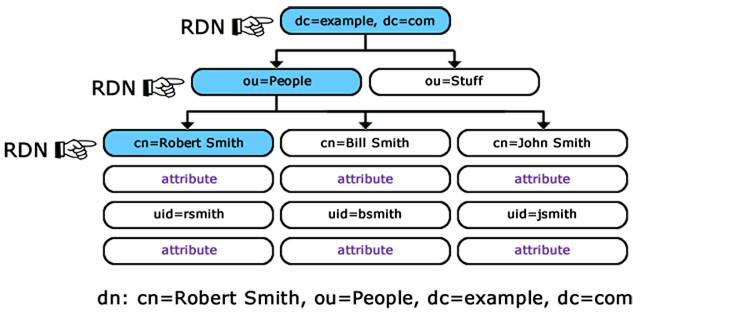 RDN dc=example, dc=com
RDN ou=People ou=Stuff
RDN cn=Robert Smith cn=Bill Smith cn=John Smith
attribute attribute attribute
uid=rsmith uid=bsmith uid=jsmith
attribute attribute attribute
dn: cn=Robert Smith, ou=People, dc=example, dc=com